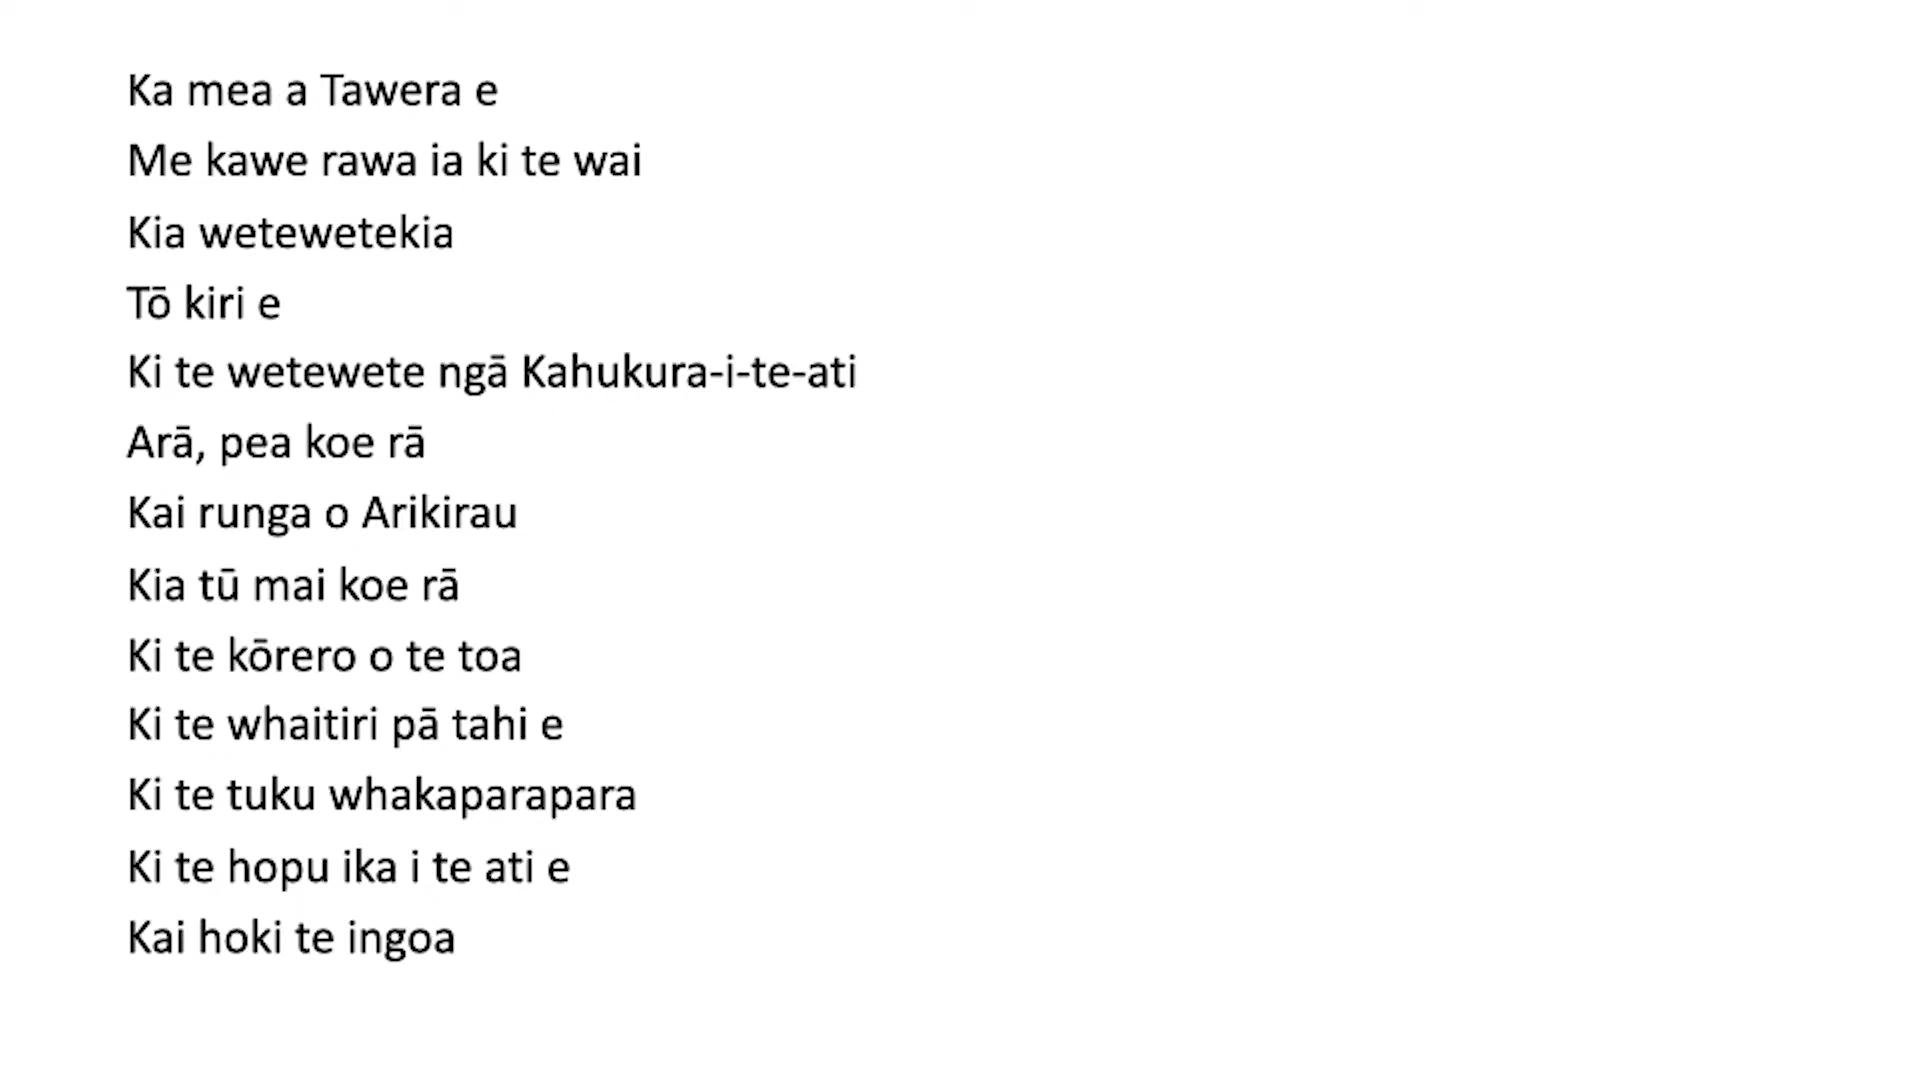 Ka mea a Tawera e
Me kawe rawa ia ki te wai
Kia wetewetekia
Tō kiri e
Ki te wetewete ngā Kahukura-i-te-ati
Arā, pea koe rā
Kai runga o Arikirau
Kia tū mai koe rā
Ki te kōrero o te toa
Ki te whaitiri pā tahi e
Ki te tuku whakaparapara
Ki te hopu ika i te ati e
Kai hoki te ingoa